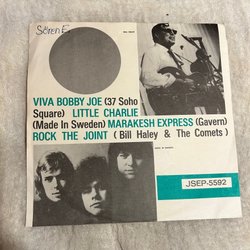 Sören E.
VIVA BOBBY JOE (37 Soho
Square) LITTLE CHARLIE
(Made In Sweden) MARAKESH EXPRESS (Gavern)
ROCK THE JOINT ( Bill Haley & The Comets )
JSEP-5592